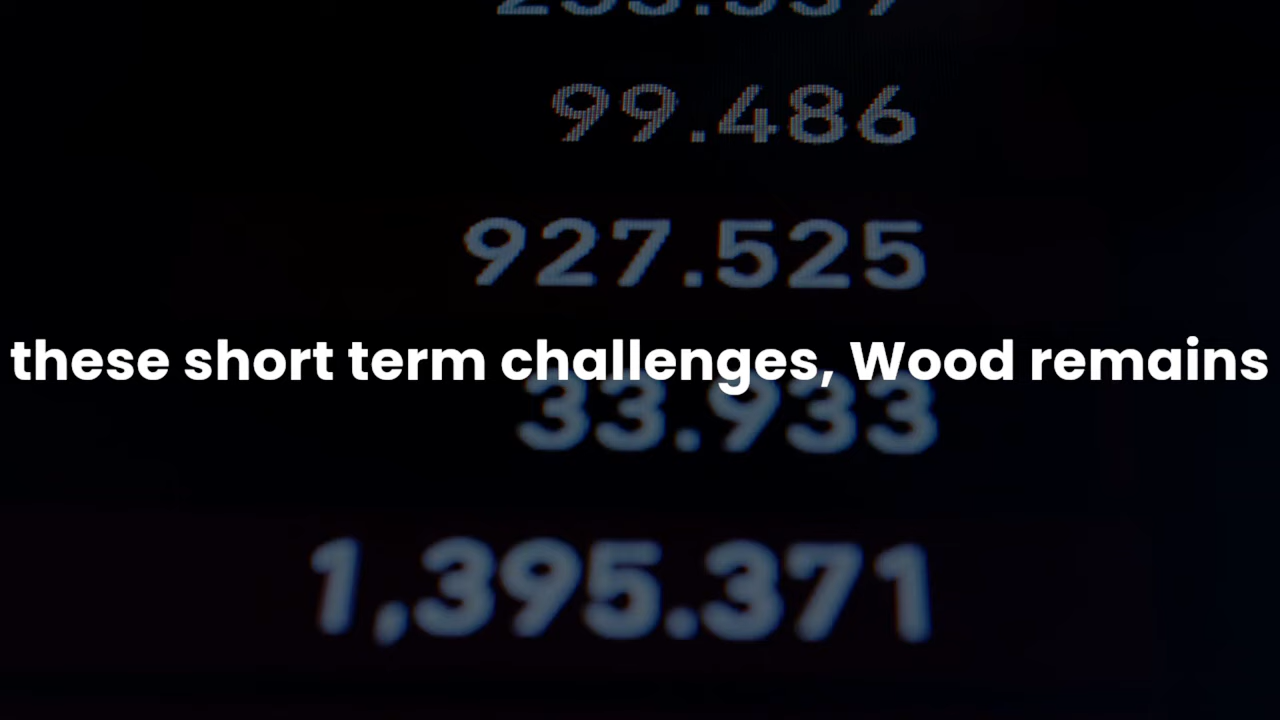 99.486
927.525
these short term challenges, Wood remains
33.933
1,395.371